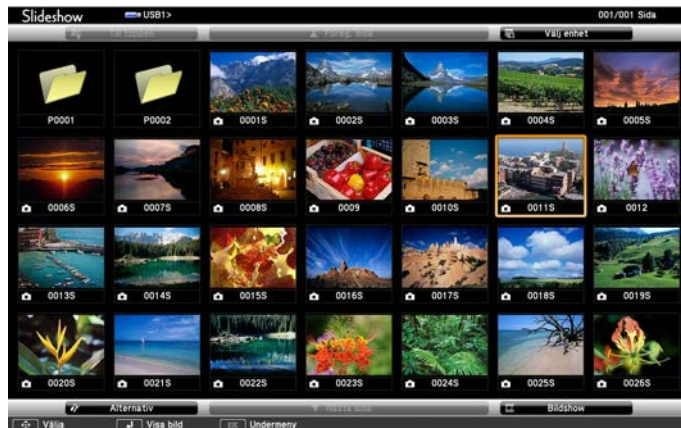 Slideshow USB1> 001/001 Sida
Till toppen Föreg. sida Välj enhet
P0001 P0002 0001S 0002S 0003S 0004S 0005S
0006S 0007S 0008S 0009 0010S 0011S 0012
0013S 0014S 0015S 0016S 0017S 0018S 0019S
0020S 0021S 0022S 0023S 0024S 0025S 0026S
Alternativ Nästa sida Bildshow
Välja Visa bild Undermeny